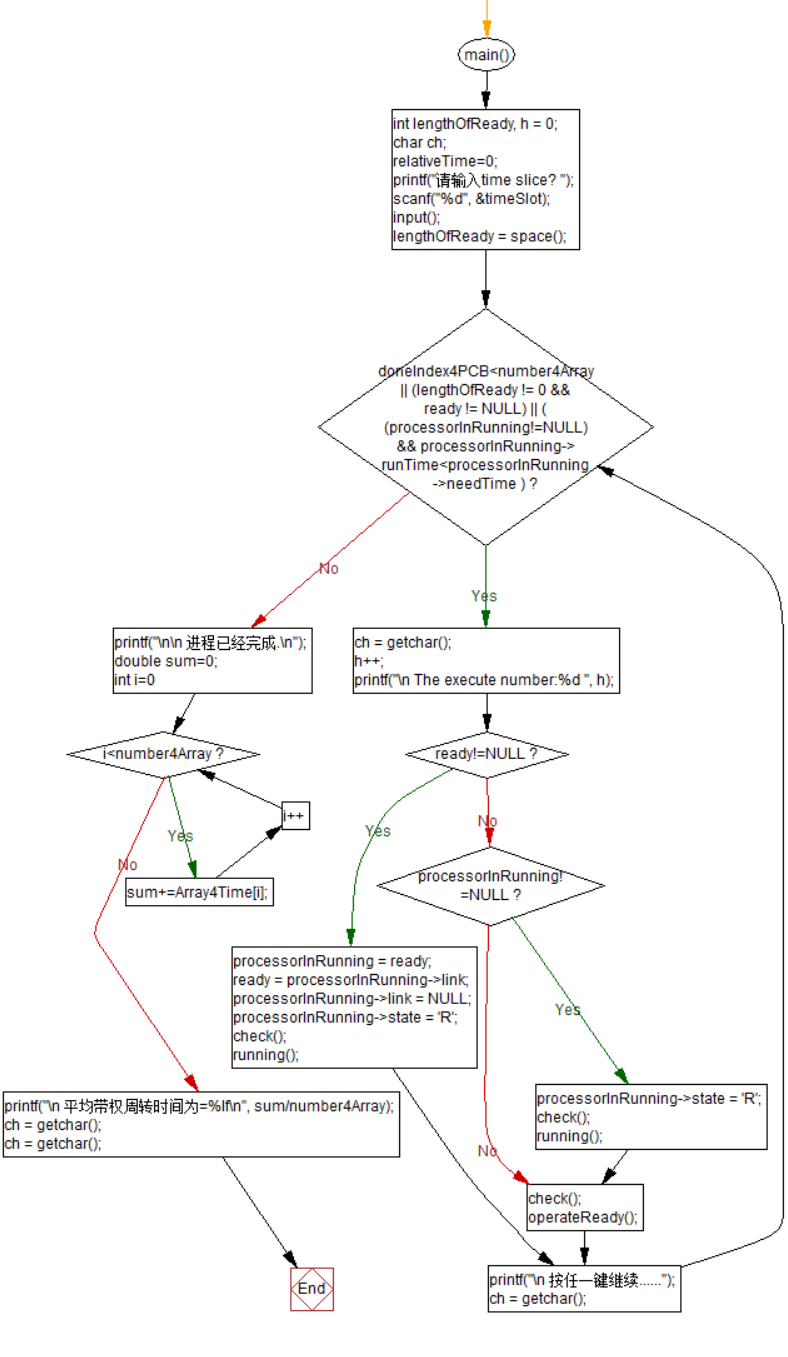 main()
int lengthOfReady, h = 0;
char ch;
relativeTime=0;
printf("请输入time slice? ");
scanf("%d", &timeSlot);
input();
lengthOfReady = space();
doneIndex4PCB<number4Array
|| (lengthOfReady != 0 &&
ready != NULL) || (
(processorInRunning!=NULL)
&& processorInRunning->
runTime<processorInRunning
->needTime ) ?
No
Yes
printf("\n\n 进程已经完成.\n");
double sum=0;
int i=0
ch = getchar();
h++;
printf("\n The execute number:%d ", h);
i<number4Array ?
ready!=NULL ?
i++
Yes
Yes
No
No
processorInRunning!
=NULL ?
sum+=Array4Time[i];
processorInRunning = ready;
ready = processorInRunning->link;
processorInRunning->link = NULL;
processorInRunning->state = 'R';
check();
running();
Yes
printf("\n 平均带权周转时间为=%lf\n", sum/number4Array);
ch = getchar();
ch = getchar();
processorInRunning->state = 'R';
check();
running();
No
check();
operateReady();
End
printf("\n 按任一键继续......");
ch = getchar();